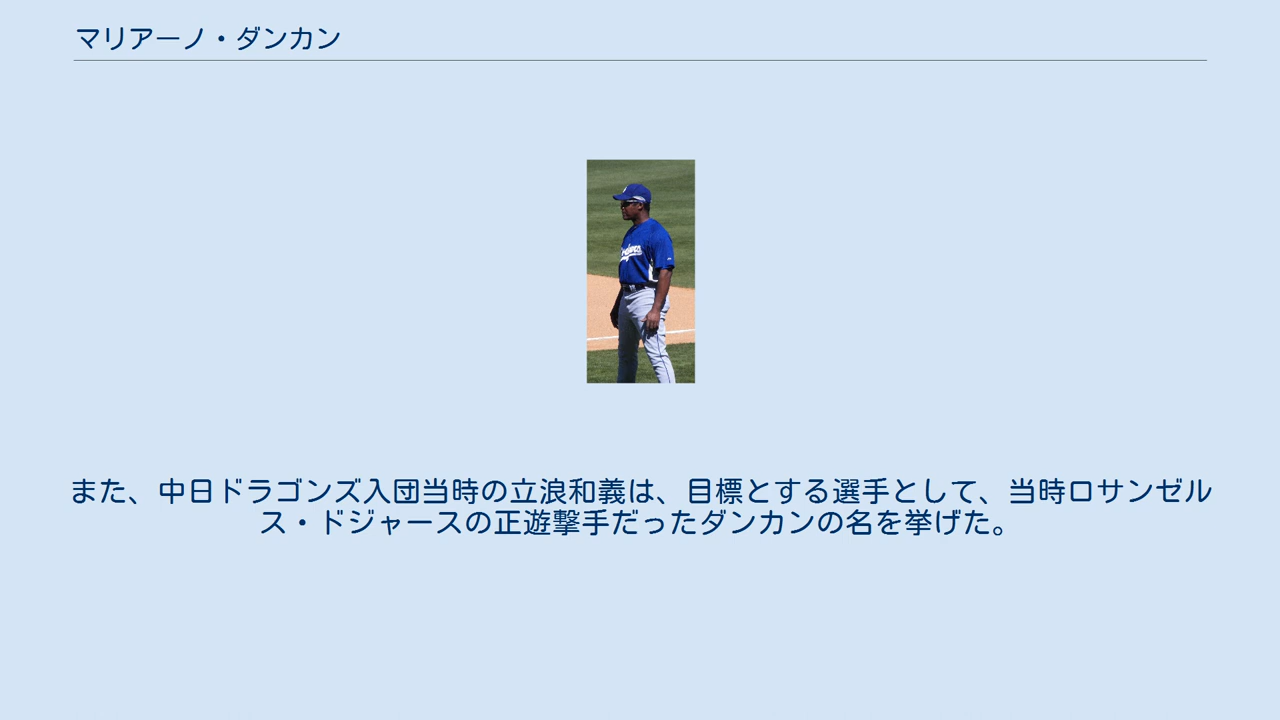 マリアーノ・ダンカン
また、中日ドラゴンズ入団当時の立浪和義は、目標とする選手として、当時ロサンゼル
ス・ドジャースの正遊撃手だったダンカンの名を挙げた。